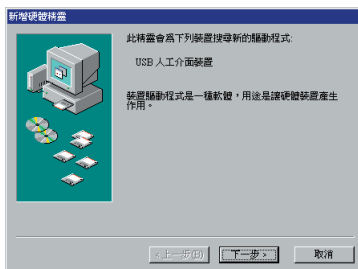 新增硬體精靈
此精靈會為下列裝置搜尋新的驅動程式:
USB 人工介面裝置
裝置驅動程式是一種軟體，用途是讓硬體裝置產生
作用。
<上一步(B) 下一步> 取消